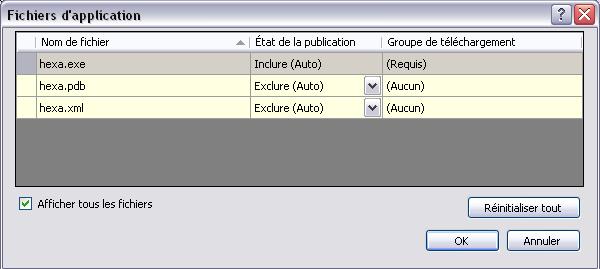 Fichiers d'application
Nom de fichier État de la publication Groupe de téléchargement
hexa.exe Inclure (Auto) (Requis)
hexa.pdb Exclure (Auto) (Aucun)
hexa.xml Exclure (Auto) (Aucun)
Afficher tous les fichiers
Réinitialiser tout
OK Annuler